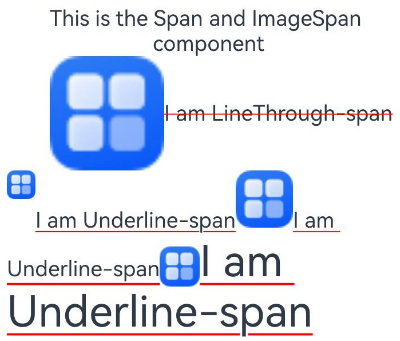 This is the Span and ImageSpan
component
I am LineThrough-span
I am Underline-span I am
Underline-span I am
Underline-span